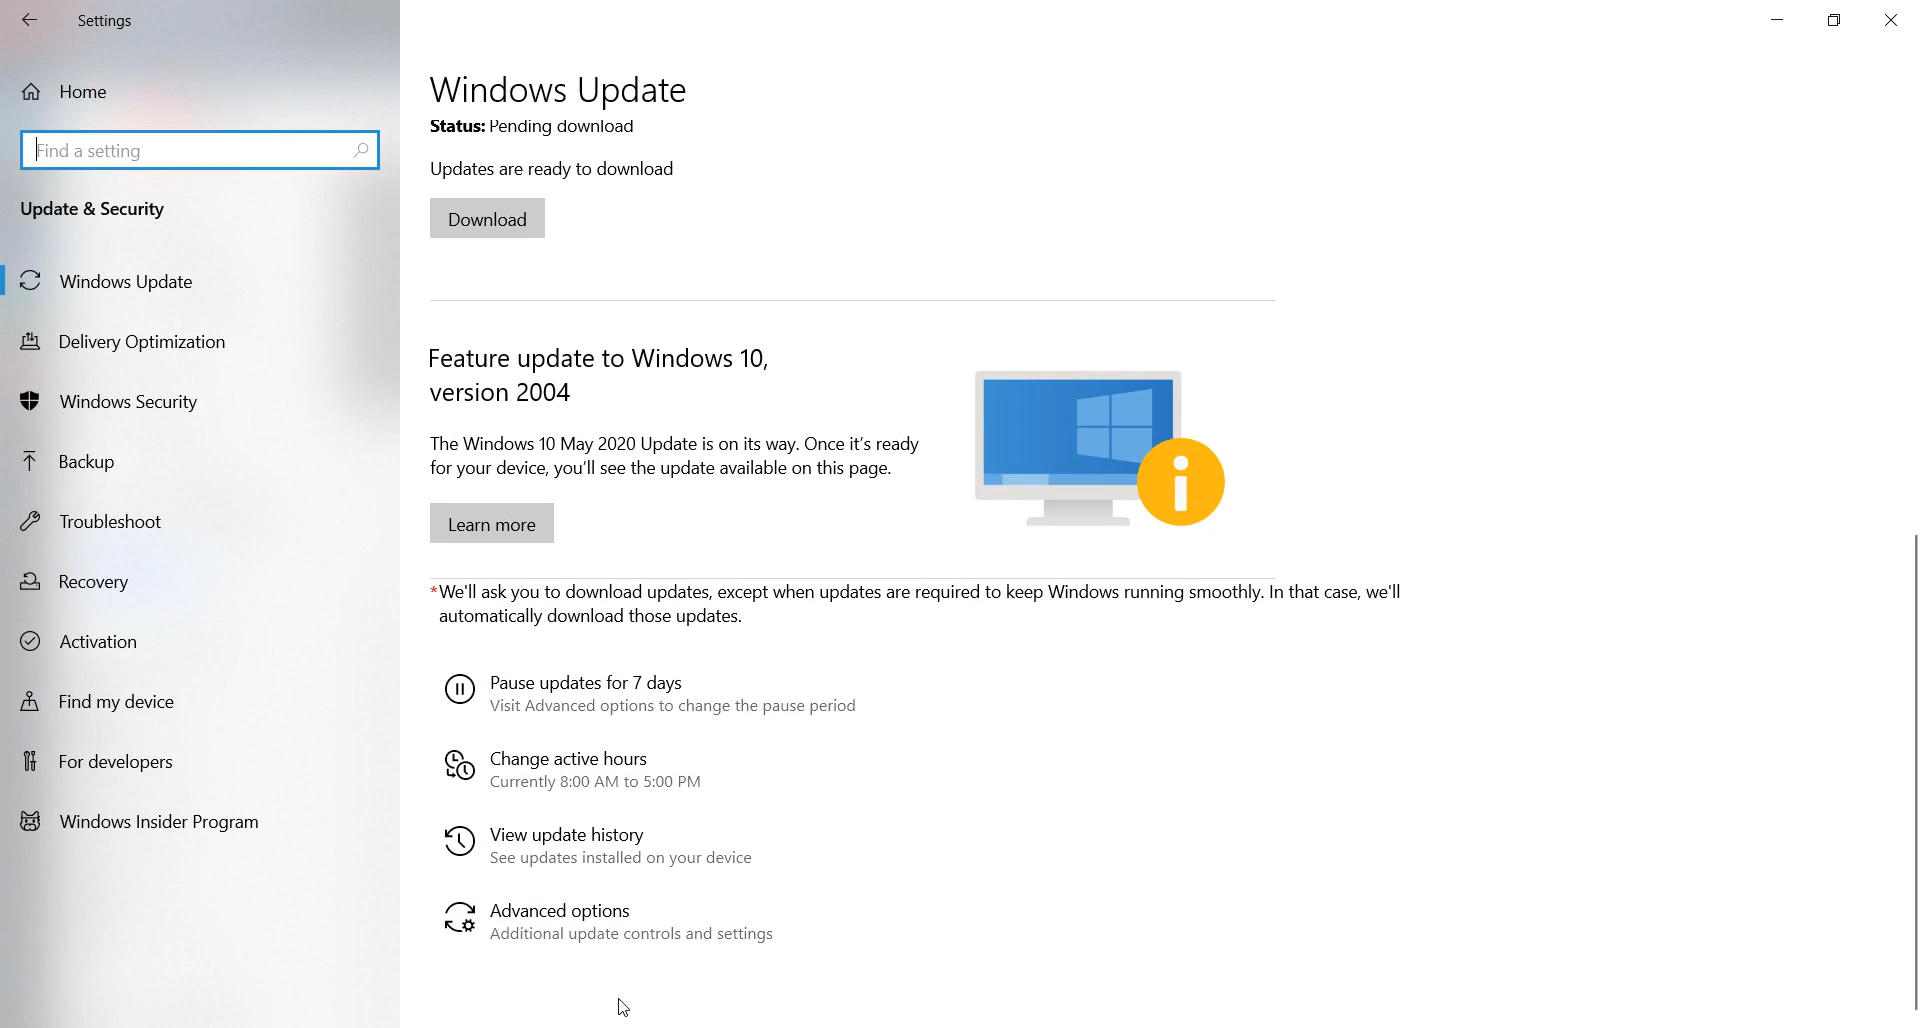 Settings
Home
Find a setting
Update & Security
Windows Update
Delivery Optimization
Windows Security
Backup
Troubleshoot
Recovery
Activation
Find my device
For developers
Windows Insider Program
Windows Update
Status: Pending download
Updates are ready to download
Download
Feature update to Windows 10,
version 2004
The Windows 10 May 2020 Update is on its way. Once it's ready
for your device, you'll see the update available on this page.
Learn more
*We'll ask you to download updates, except when updates are required to keep Windows running smoothly. In that case, we'll
automatically download those updates.
Pause updates for 7 days
Visit Advanced options to change the pause period
Change active hours
Currently 8:00 AM to 5:00 PM
View update history
See updates installed on your device
Advanced options
Additional update controls and settings